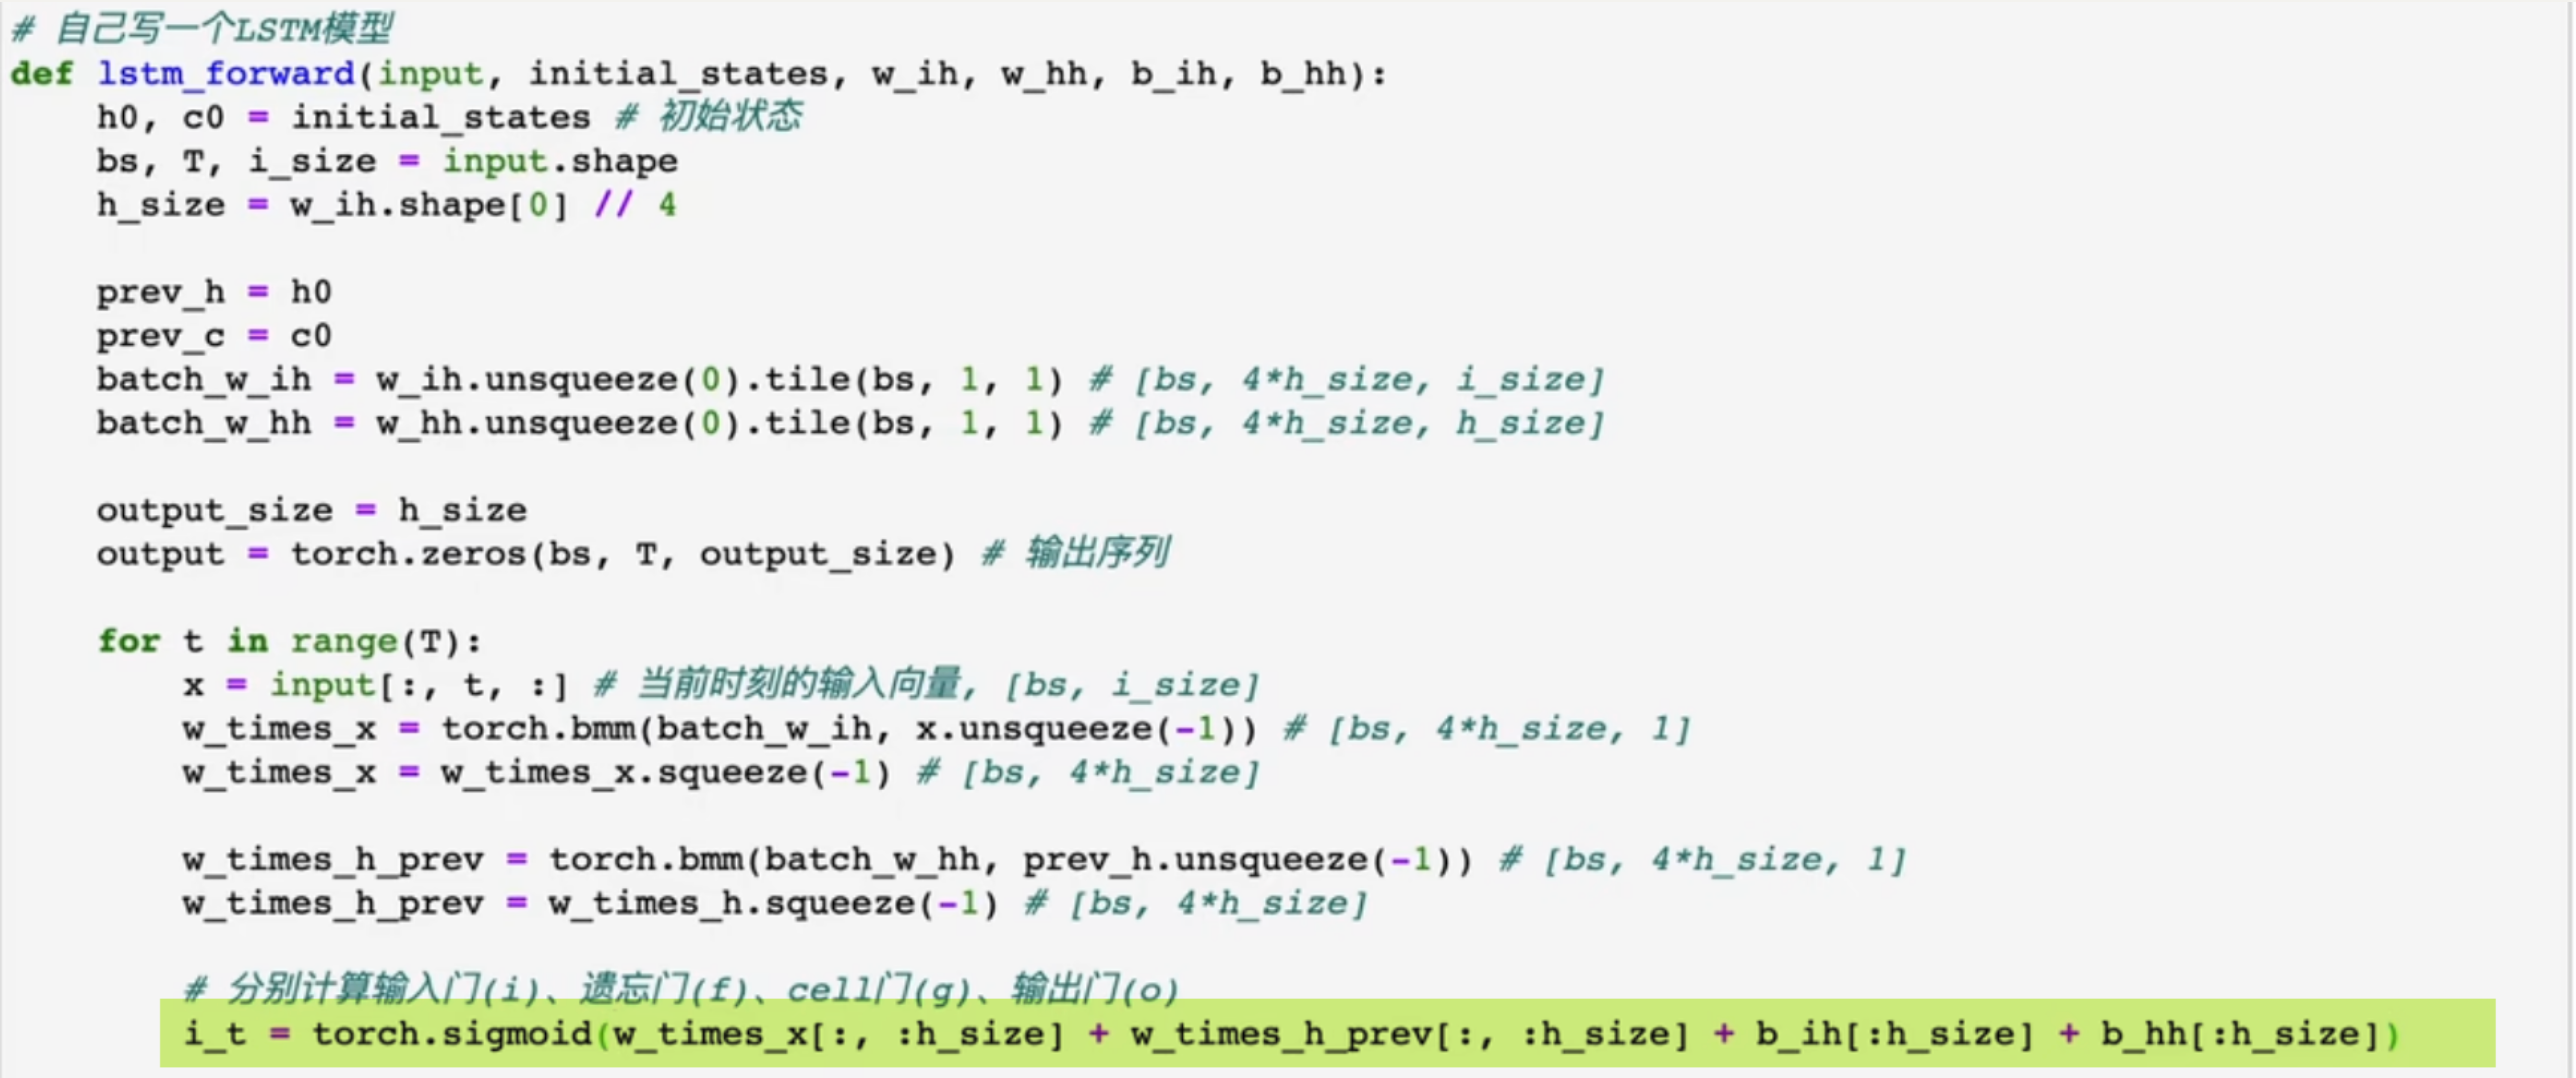 # 自己写一个LSTM模型
def lstm_forward(input, initial_states, w_ih, w_hh, b_ih, b_hh):
    h0, c0 = initial_states # 初始状态
    bs, T, i_size = input.shape
    h_size = w_ih.shape[0] // 4
    prev_h = h0
    prev_c = c0
    batch_w_ih = w_ih.unsqueeze(0).tile(bs, 1, 1) # [bs, 4*h_size, i_size]
    batch_w_hh = w_hh.unsqueeze(0).tile(bs, 1, 1) # [bs, 4*h_size, h_size]
    output_size = h_size
    output = torch.zeros(bs, T, output_size) # 输出序列
    for t in range(T):
        x = input[:, t, :] # 当前时刻的输入向量, [bs, i_size]
        w_times_x = torch.bmm(batch_w_ih, x.unsqueeze(-1)) # [bs, 4*h_size, 1]
        w_times_x = w_times_x.squeeze(-1) # [bs, 4*h_size]
        w_times_h_prev = torch.bmm(batch_w_hh, prev_h.unsqueeze(-1)) # [bs, 4*h_size, 1]
        w_times_h_prev = w_times_h.squeeze(-1) # [bs, 4*h_size]
        # 分别计算输入门(i)、遗忘门(f)、cell门(g)、输出门(o)
        i_t = torch.sigmoid(w_times_x[:, :h_size] + w_times_h_prev[:, :h_size] + b_ih[:h_size] + b_hh[:h_size])